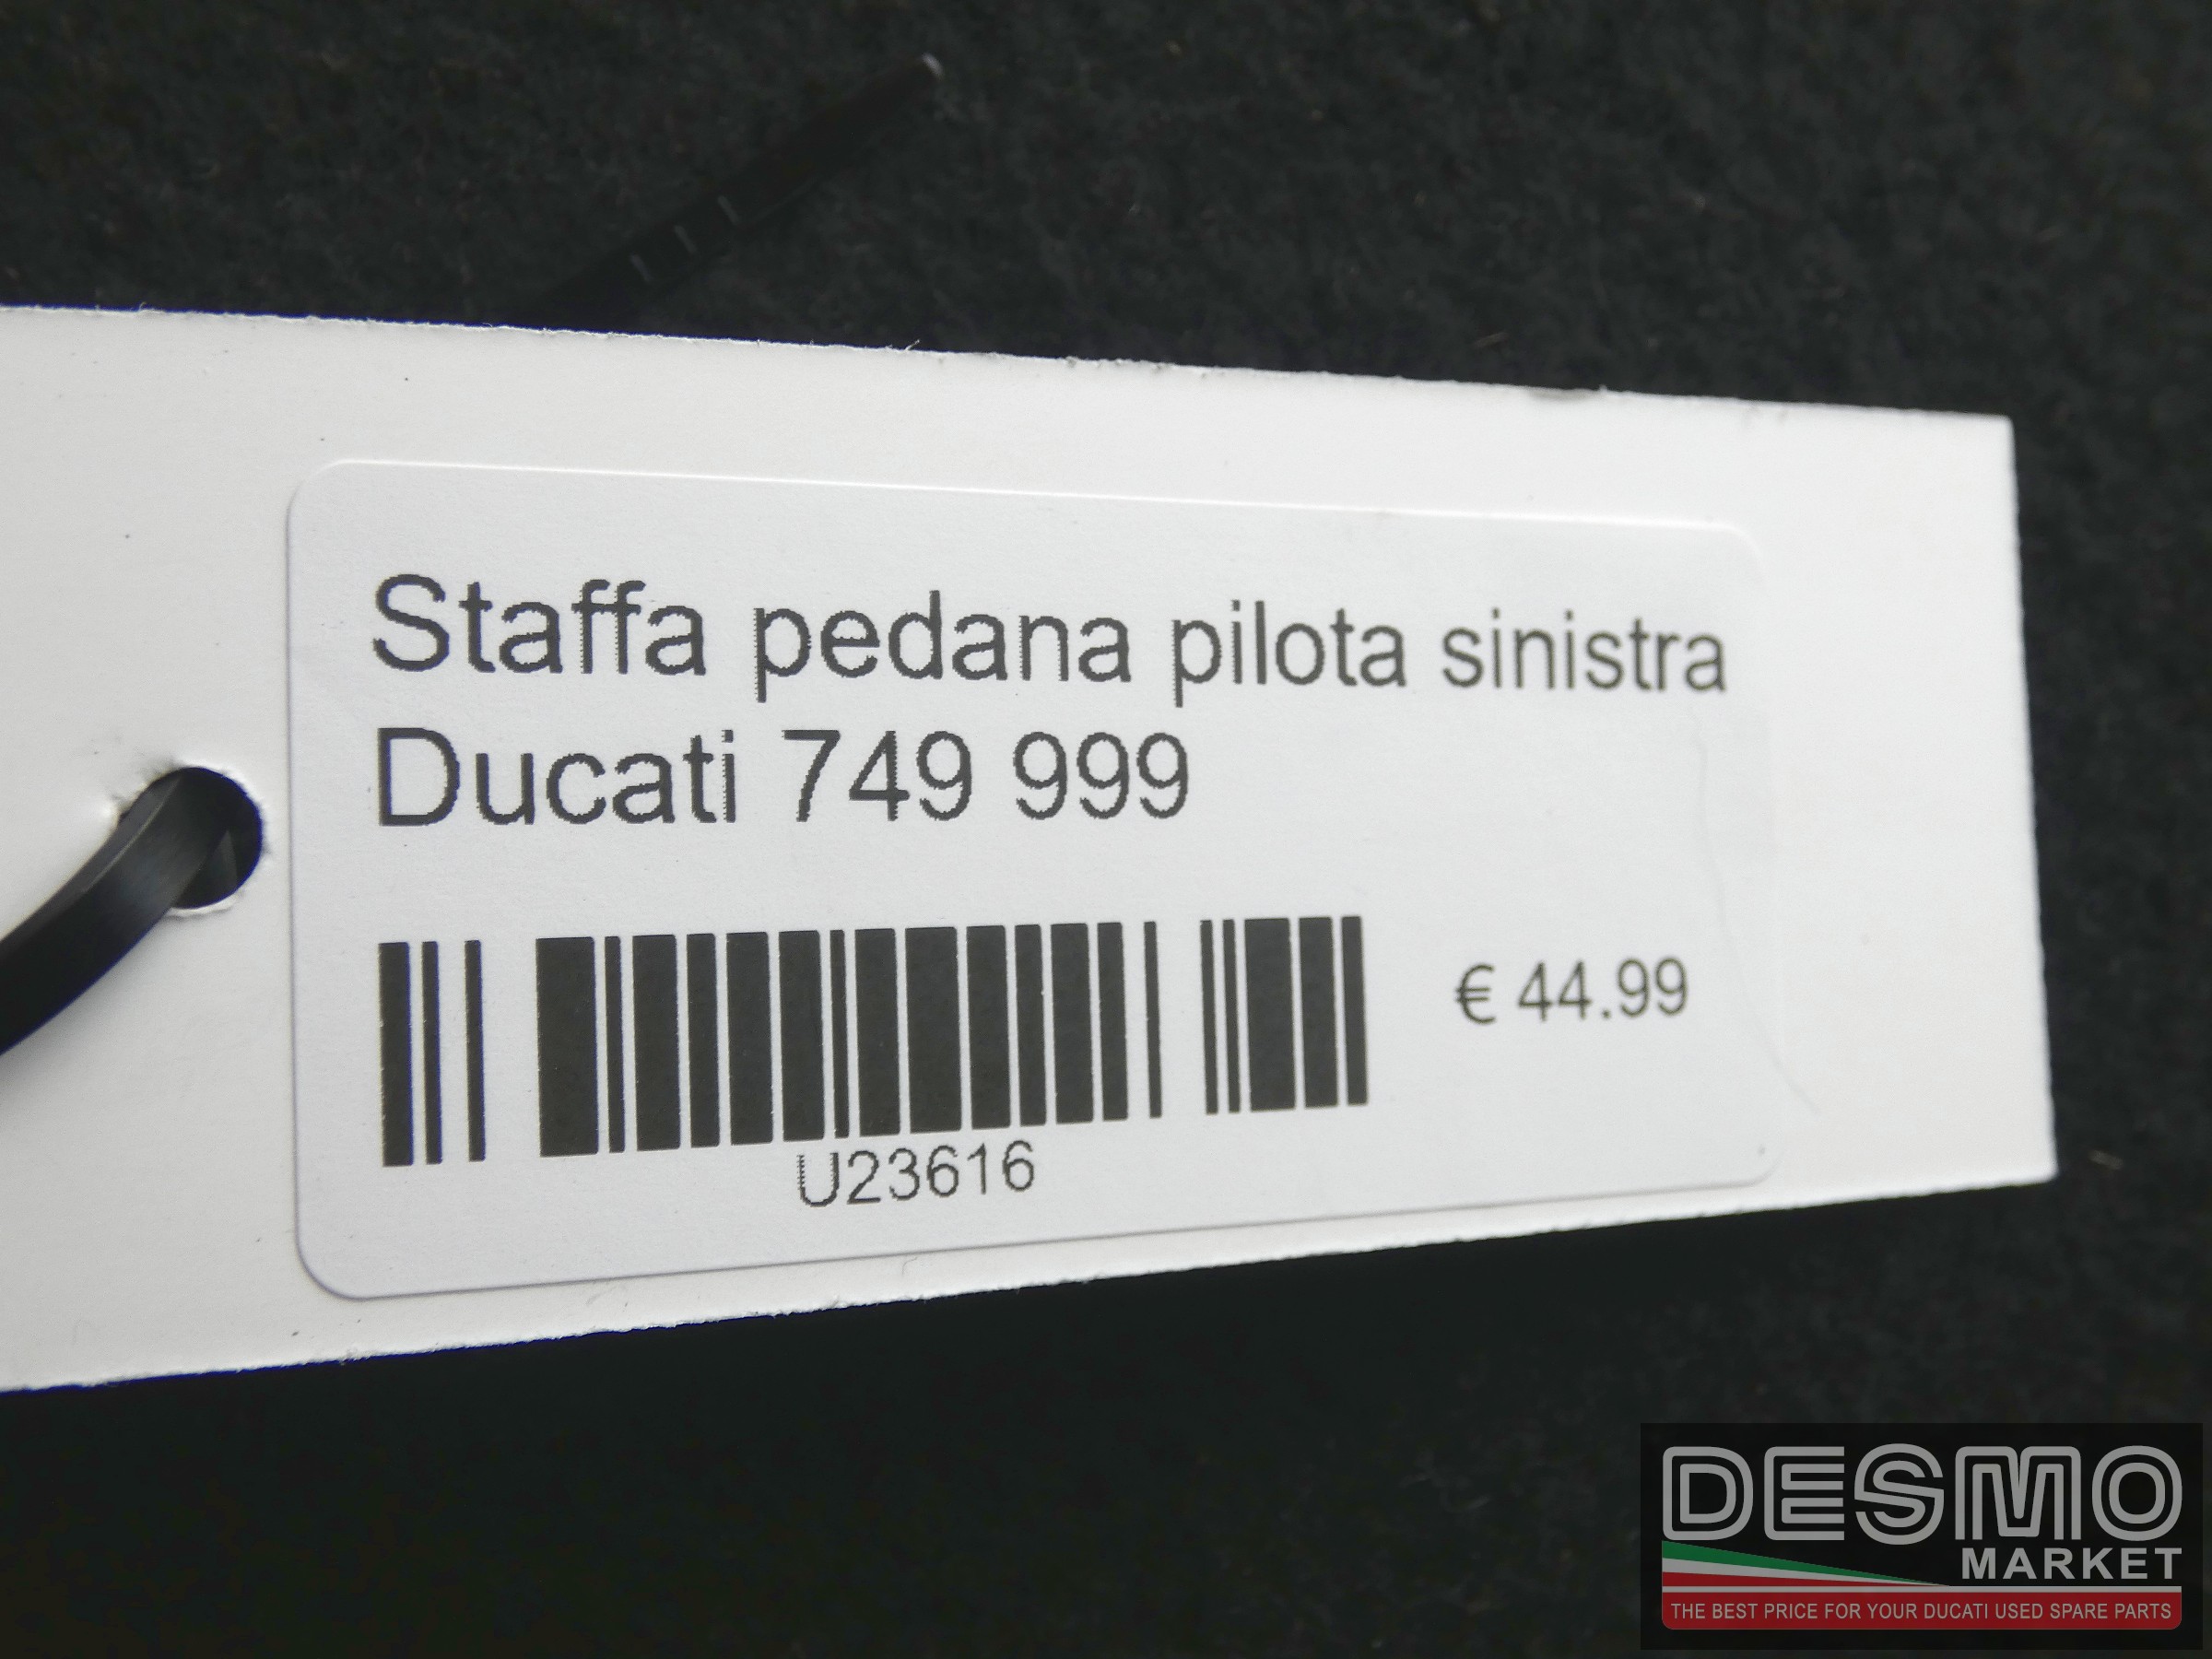 Staffa pedana pilota sinistra
Ducati 749 999
€ 44.99
U23616
DESMO
MARKET
THE BEST PRICE FOR YOUR DUCATI USED SPARE PARTS